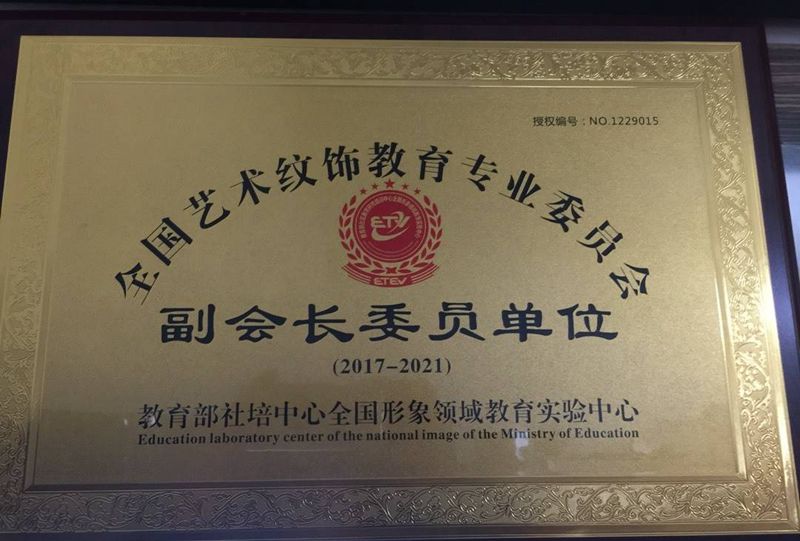 授权编号：NO.1229015
全国艺术纹饰教育专业委员会
ETV
ETEV
副会长委员单位
(2017-2021)
教育部社培中心全国形象领域教育实验中心
Education laboratory center of the national image of the Ministry of Education